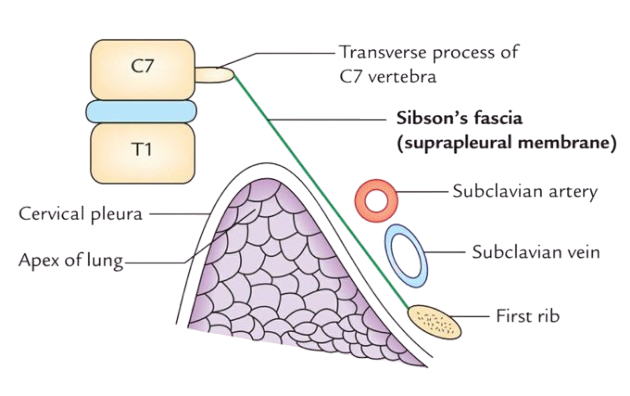 C7
Transverse process of
C7 vertebra
Sibson's fascia
(suprapleural membrane)
T1
Subclavian artery
Cervical pleura
Subclavian vein
Apex of lung
First rib